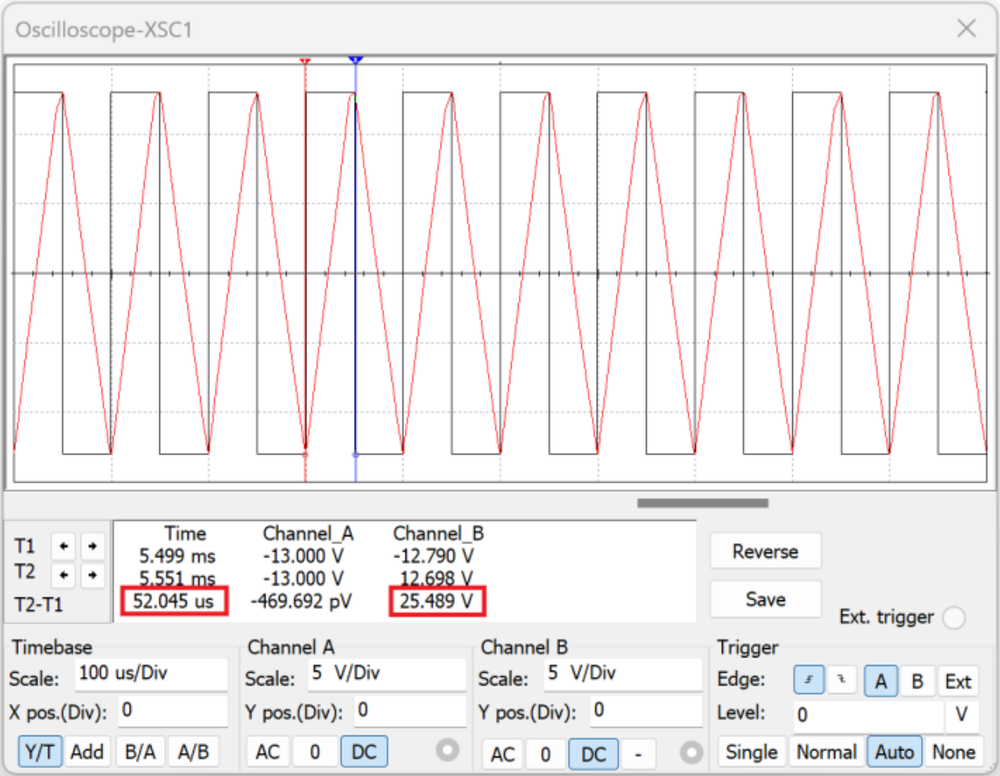 Oscilloscope-XSC1
Time Channel_A Channel_B
T1 5.499 ms -13.000 V -12.790 V
T2 5.551 ms -13.000 V 12.698 V
T2-T1 52.045 us -469.692 pV 25.489 V
Reverse
Save
Ext. trigger
Timebase Channel A Channel B Trigger
Scale: 100 us/Div Scale: 5 V/Div Scale: 5 V/Div Edge: A B Ext
X pos.(Div): 0 Y pos.(Div): 0 Y pos.(Div): 0 Level: 0 V
Y/T Add B/A A/B AC 0 DC AC 0 DC - Single Normal Auto None